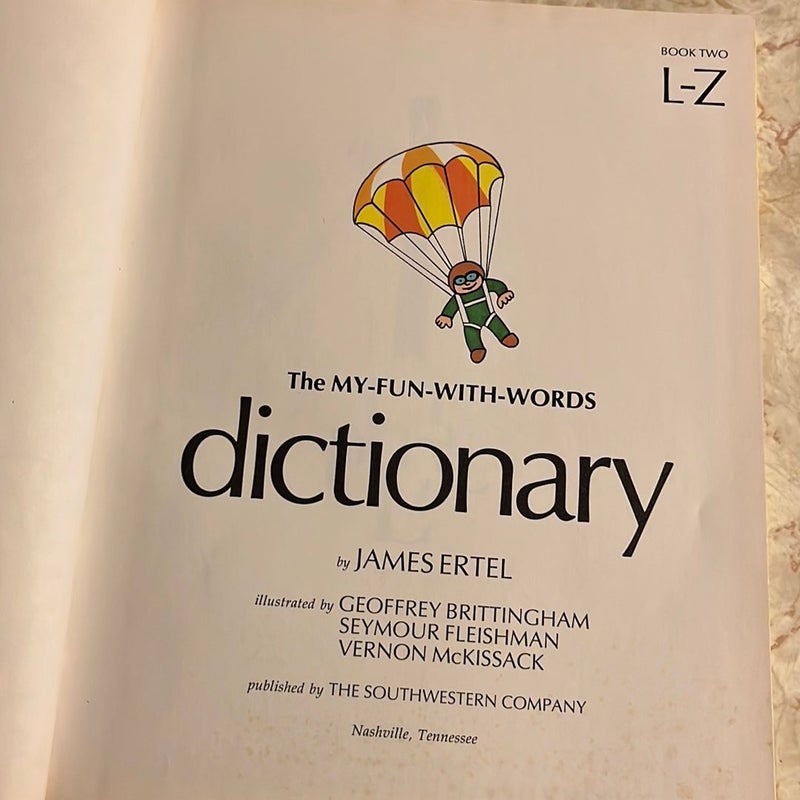 BOOK TWO
L-Z
The MY-FUN-WITH-WORDS
dictionary
by JAMES ERTEL
illustrated by GEOFFREY BRITTINGHAM
SEYMOUR FLEISHMAN
VERNON McKISSACK
published by THE SOUTHWESTERN COMPANY
Nashville, Tennessee